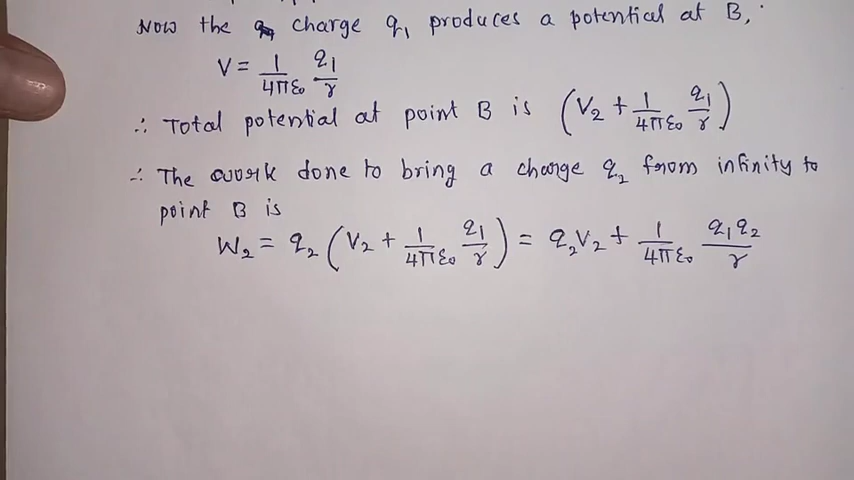 Now the charge q₁ produces a potential at B,
V = 1/4πε₀ q₁/r
∴ Total potential at point B is (V₂ + 1/4πε₀ q₁/r)
∴ The work done to bring a charge q₂ from infinity to
point B is
W₂ = q₂ (V₂ + 1/4πε₀ q₁/r) = q₂V₂ + 1/4πε₀ q₁q₂/r